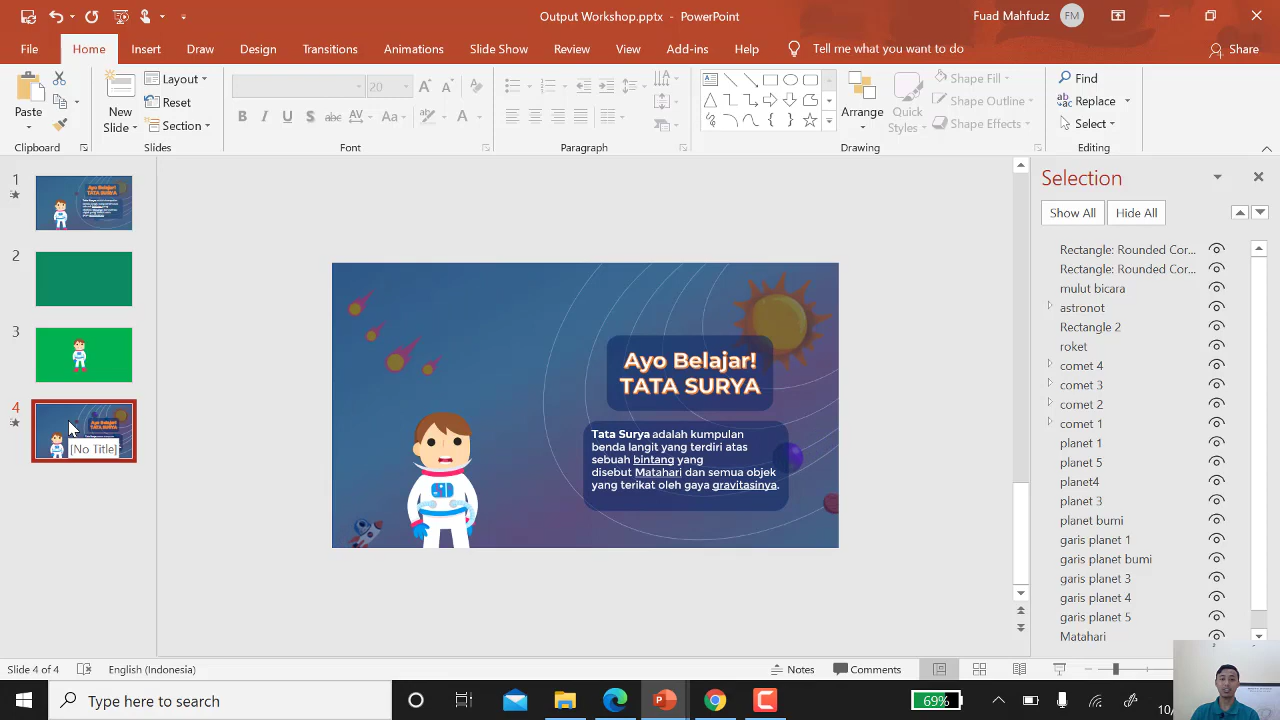 Output Workshop.pptx - PowerPoint
Fuad Mahfudz FM
File Home Insert Draw Design Transitions Animations Slide Show Review View Add-ins Help Tell me what you want to do Share
Paste
Clipboard
New Slide
Layout
Reset
Section
Slides
20
B I U S abc AV Aa A
Font
Paragraph
Arrange
Quick Styles
Shape Fill
Shape Outline
Shape Effects
Drawing
Find
Replace
Select
Editing
1
2
3
4
[No Title]
Ayo Belajar!
TATA SURYA
Tata Surya adalah kumpulan
benda langit yang terdiri atas
sebuah bintang yang
disebut Matahari dan semua objek
yang terikat oleh gaya gravitasinya.
Selection
Show All Hide All
Rectangle: Rounded Cor...
Rectangle: Rounded Cor...
mulut bicara
astronot
Rectangle 2
roket
comet 4
comet 3
comet 2
comet 1
planet 1
planet 5
planet4
planet 3
planet bumi
garis planet 1
garis planet bumi
garis planet 3
garis planet 4
garis planet 5
Matahari
Slide 4 of 4 English (Indonesia) Notes Comments
Type here to search
69%
10/